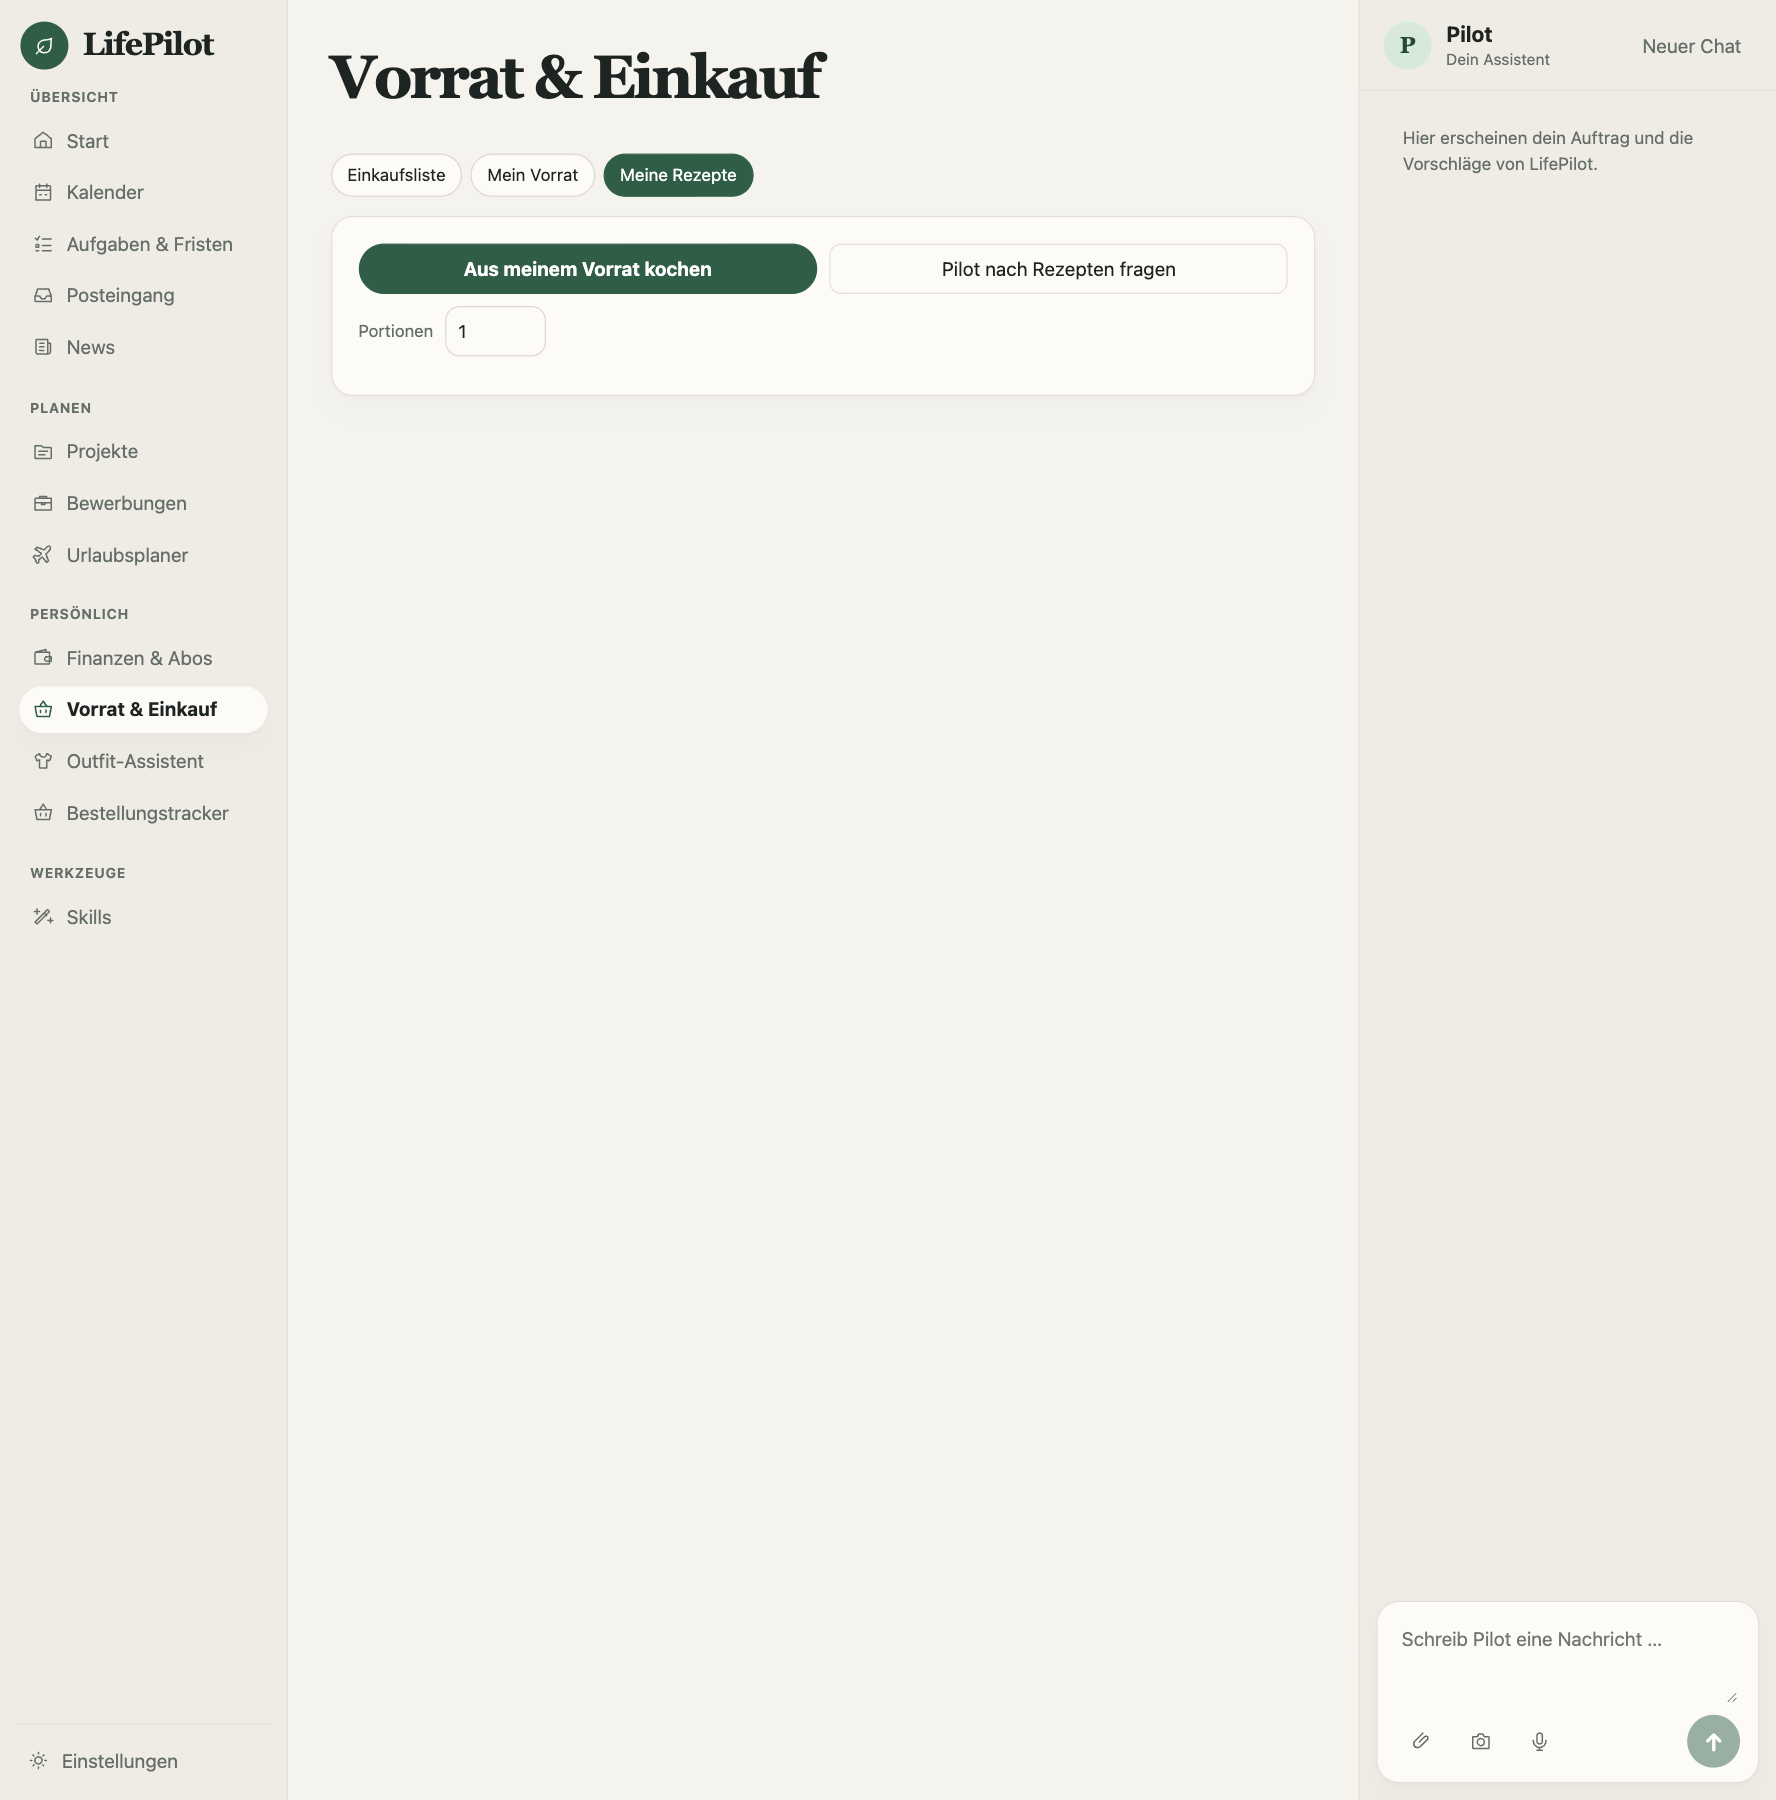 LifePilot
ÜBERSICHT
Start
Kalender
Aufgaben & Fristen
Posteingang
News
PLANEN
Projekte
Bewerbungen
Urlaubsplaner
PERSÖNLICH
Finanzen & Abos
Vorrat & Einkauf
Outfit-Assistent
Bestellungstracker
WERKZEUGE
Skills
Einstellungen
Vorrat & Einkauf
Einkaufsliste
Mein Vorrat
Meine Rezepte
Aus meinem Vorrat kochen
Pilot nach Rezepten fragen
Portionen 1
P
Pilot
Dein Assistent
Neuer Chat
Hier erscheinen dein Auftrag und die
Vorschläge von LifePilot.
Schreib Pilot eine Nachricht ...